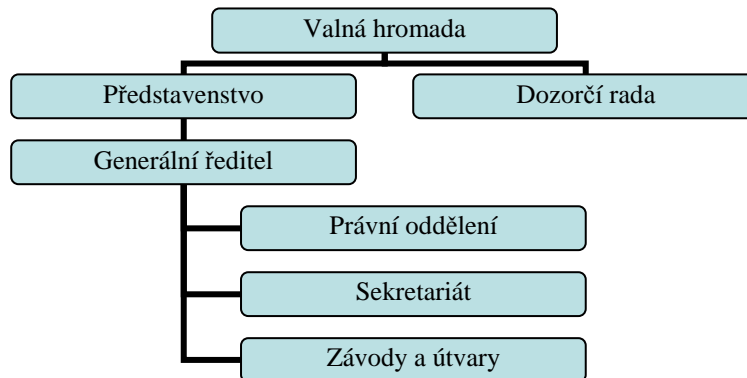 Valná hromada
Představenstvo
Dozorčí rada
Generální ředitel
Právní oddělení
Sekretariát
Závody a útvary